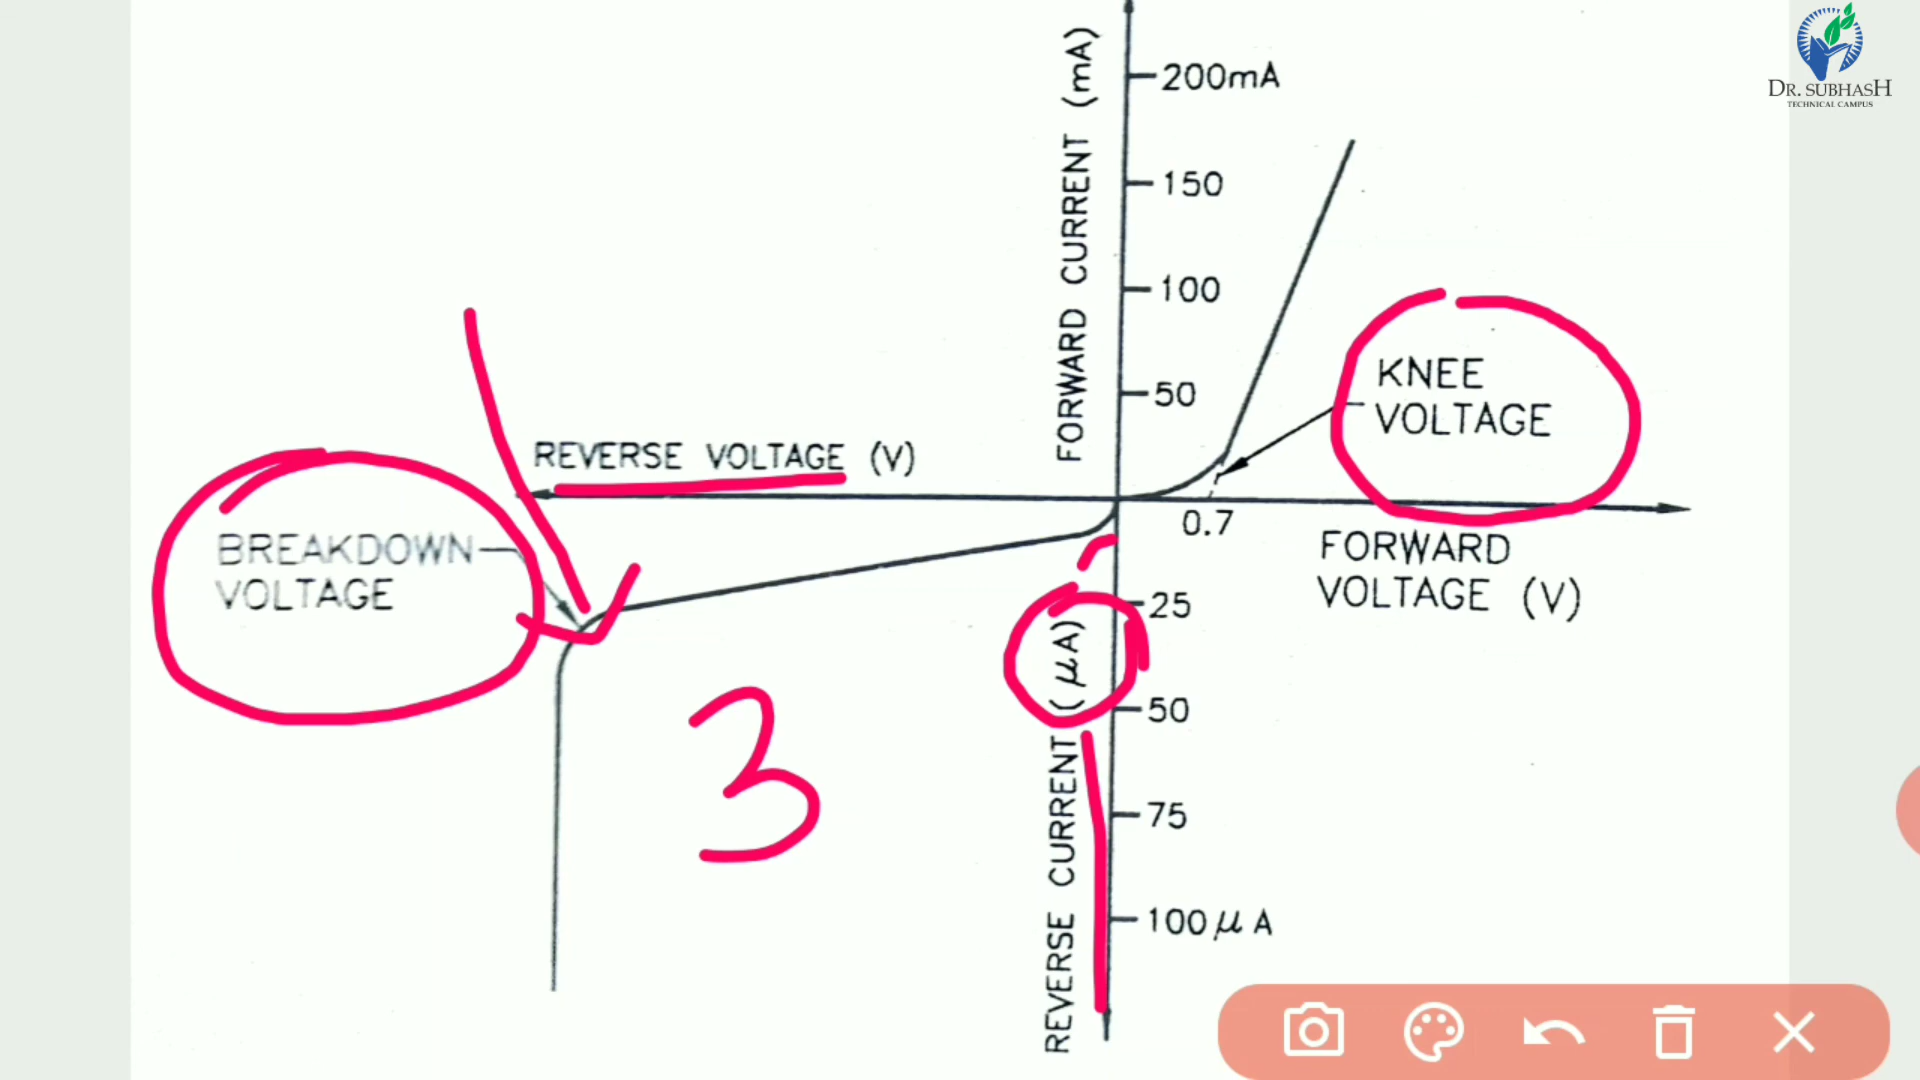 DR. SUBHASH
TECHNICAL CAMPUS
FORWARD CURRENT (mA)
200mA
150
100
50
KNEE
VOLTAGE
REVERSE VOLTAGE (V)
0.7
FORWARD
VOLTAGE (V)
BREAKDOWN
VOLTAGE
3
REVERSE CURRENT (μA)
25
50
75
100μA